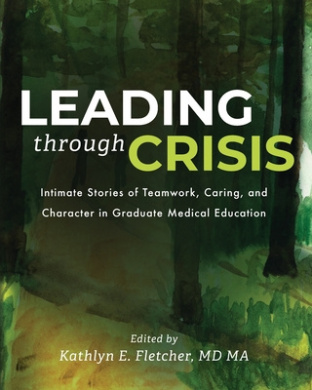 LEADING
through CRISIS
Intimate Stories of Teamwork, Caring, and
Character in Graduate Medical Education
Edited by
Kathlyn E. Fletcher, MD MA